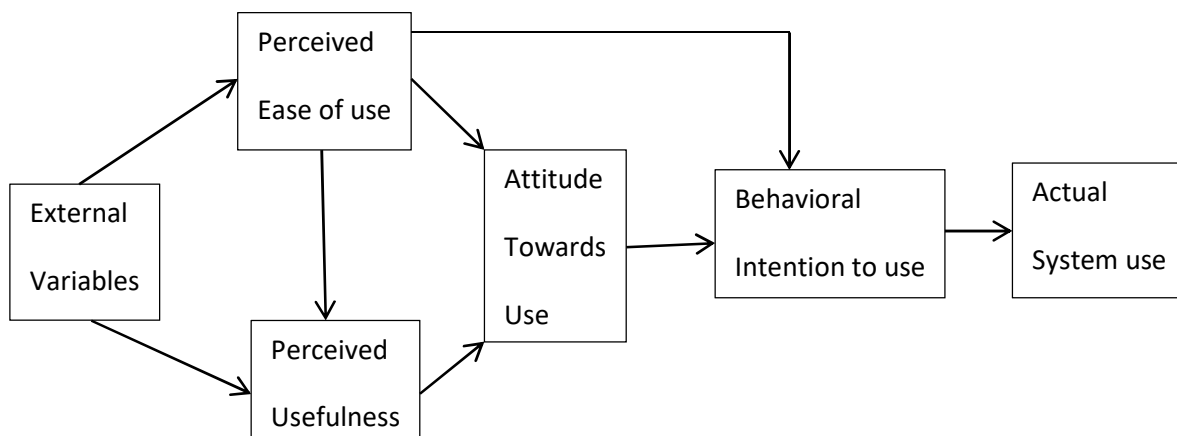 Perceived
Ease of use
External
Variables
Perceived
Usefulness
Attitude
Towards
Use
Behavioral
Intention to use
Actual
System use